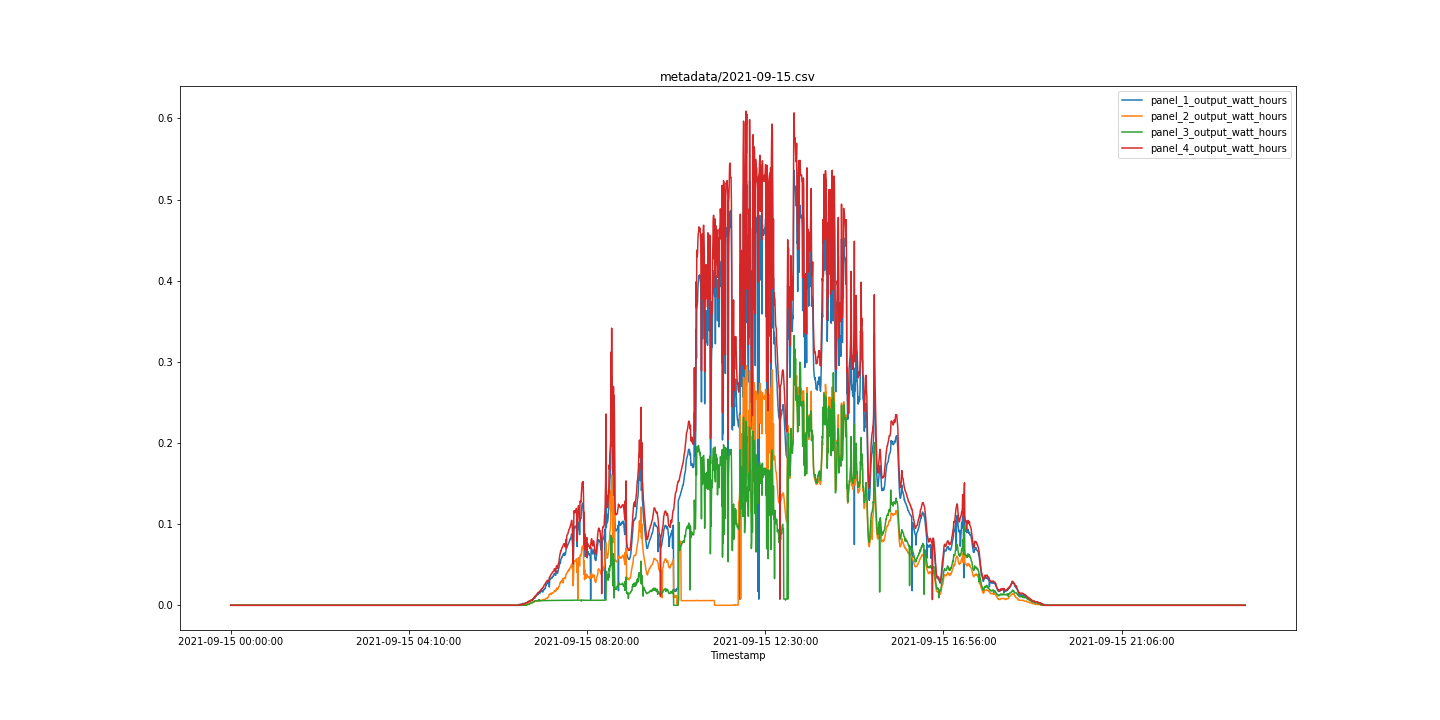 metadata/2021-09-15.csv
panel_1_output_watt_hours
panel_2_output_watt_hours
panel_3_output_watt_hours
panel_4_output_watt_hours
0.6
0.5
0.4
0.3
0.2
0.1
0.0
2021-09-15 00:00:00 2021-09-15 04:10:00 2021-09-15 08:20:00 2021-09-15 12:30:00 2021-09-15 16:56:00 2021-09-15 21:06:00
Timestamp